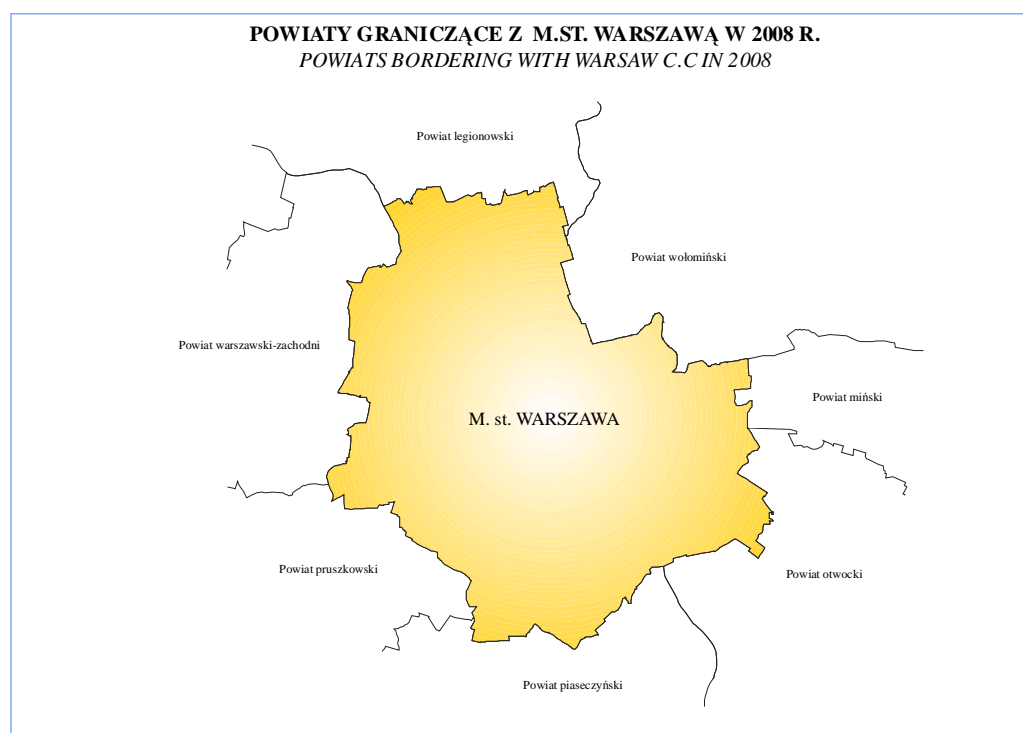 POWIATY GRANICZĄCE Z M.ST. WARSZAWĄ W 2008 R.
POWIATS BORDERING WITH WARSAW C.C IN 2008
Powiat legionowski
Powiat wołomiński
Powiat warszawski-zachodni
Powiat miński
M. st. WARSZAWA
Powiat pruszkowski
Powiat otwocki
Powiat piaseczyński